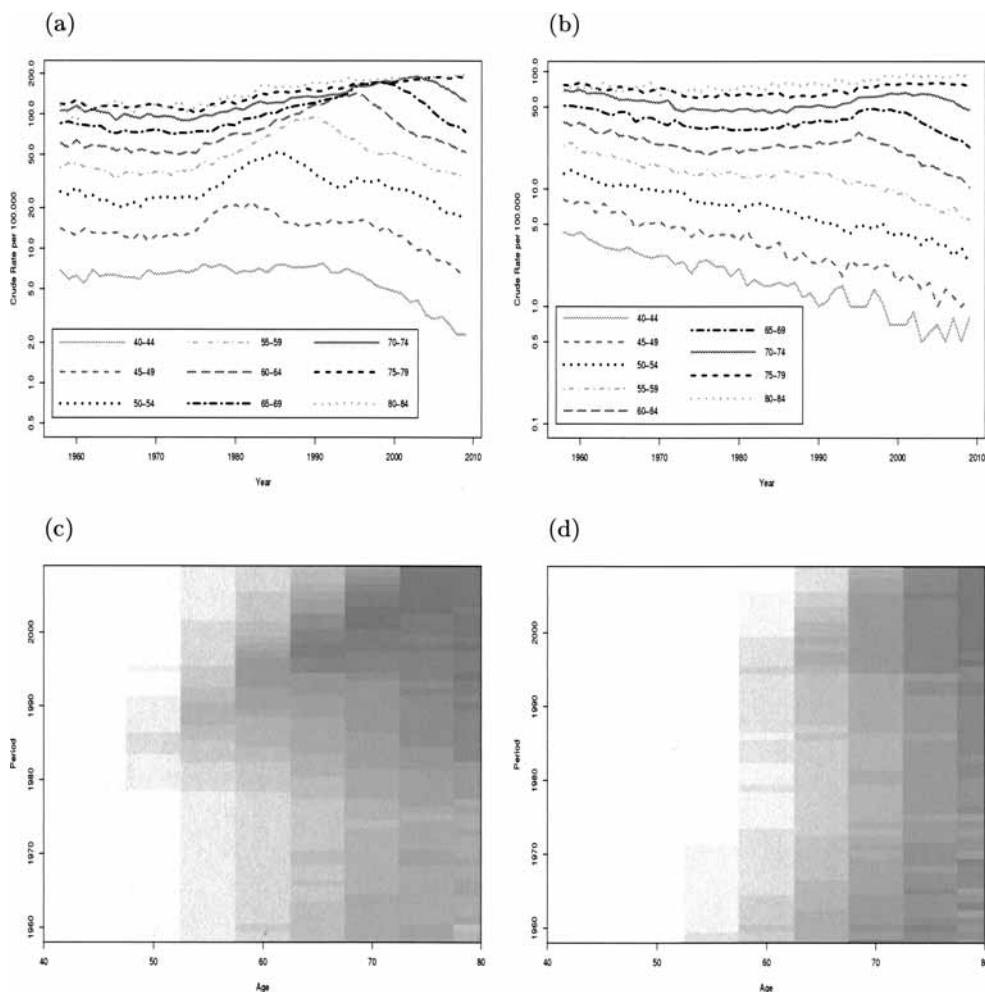 (a)
(b)
Crude Rate per 100.000
0.5 1.0 2.0 5.0 10.0 20.0 50.0 100.0 200.0
40-44
45-49
50-54
55-59
60-64
65-69
70-74
75-79
80-84
1960 1970 1980 1990 2000 2010
Year
Crude Rate per 100.000
0.1 0.5 1.0 5.0 10.0 50.0 100.0
40-44
45-49
50-54
55-59
60-64
65-69
70-74
75-79
80-84
1960 1970 1980 1990 2000 2010
Year
(c)
(d)
Period
1960 1970 1980 1990 2000
40 50 60 70 80
Age
Period
1960 1970 1980 1990 2000
40 50 60 70 80
Age